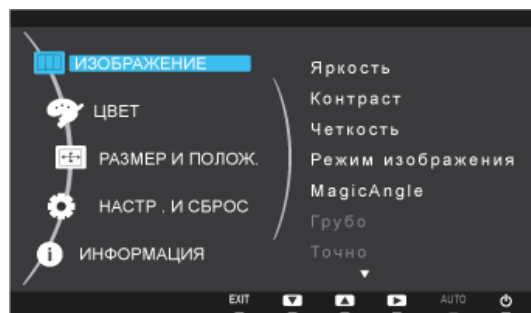 ИЗОБРАЖЕНИЕ
ЦВЕТ
РАЗМЕР И ПОЛОЖ.
НАСТР . И СБРОС
ИНФОРМАЦИЯ
Яркость
Контраст
Четкость
Режим изображения
MagicAngle
Грубо
Точно
EXIT AUTO